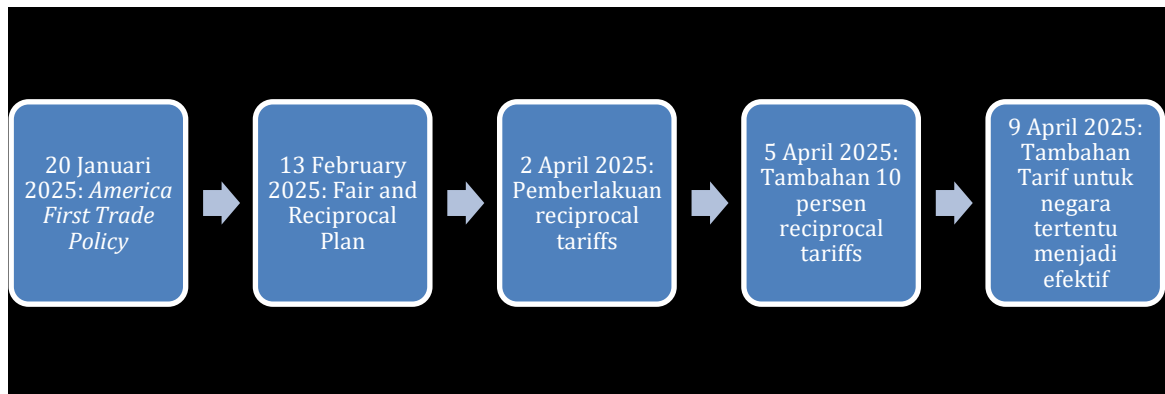 20 Januari
2025: America
First Trade
Policy
13 February
2025: Fair and
Reciprocal
Plan
2 April 2025:
Pemberlakuan
reciprocal
tariffs
5 April 2025:
Tambahan 10
persen
reciprocal
tariffs
9 April 2025:
Tambahan
Tarif untuk
negara
tertentu
menjadi
efektif